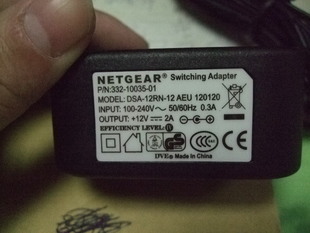 NETGEAR® Switching Adapter
P/N:332-10035-01
MODEL: DSA-12RN-12 AEU 120120
INPUT: 100-240V~ 50/60Hz 0.3A
OUTPUT: +12V ⎓ 2A
EFFICIENCY LEVEL: IV
DVE® Made In China